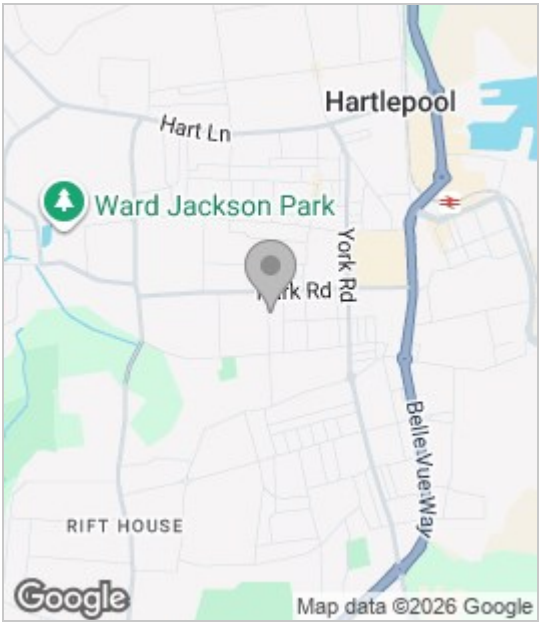 Hartlepool
Hart Ln
Ward Jackson Park
York Rd
Park Rd
Belle Vue Way
RIFT HOUSE
Google
Map data ©2026 Google